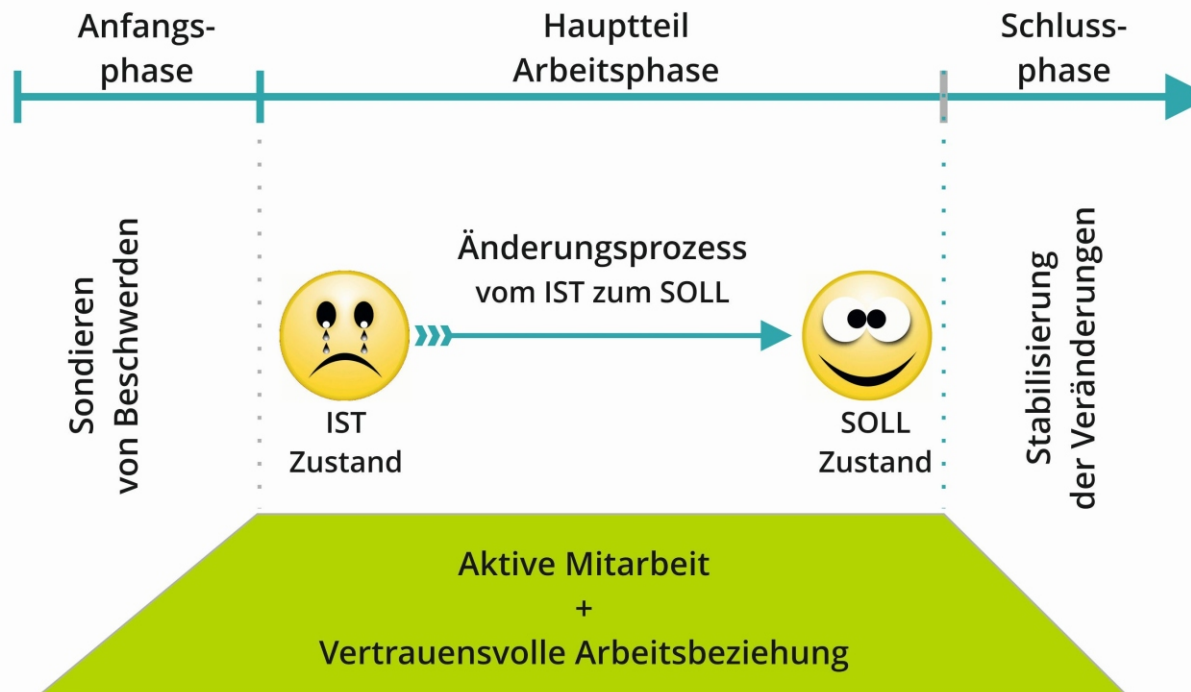 Anfangs-
phase
Hauptteil
Arbeitsphase
Schluss-
phase
Sondieren
von Beschwerden
Änderungsprozess
vom IST zum SOLL
IST
Zustand
SOLL
Zustand
Stabilisierung
der Veränderungen
Aktive Mitarbeit
+
Vertrauensvolle Arbeitsbeziehung